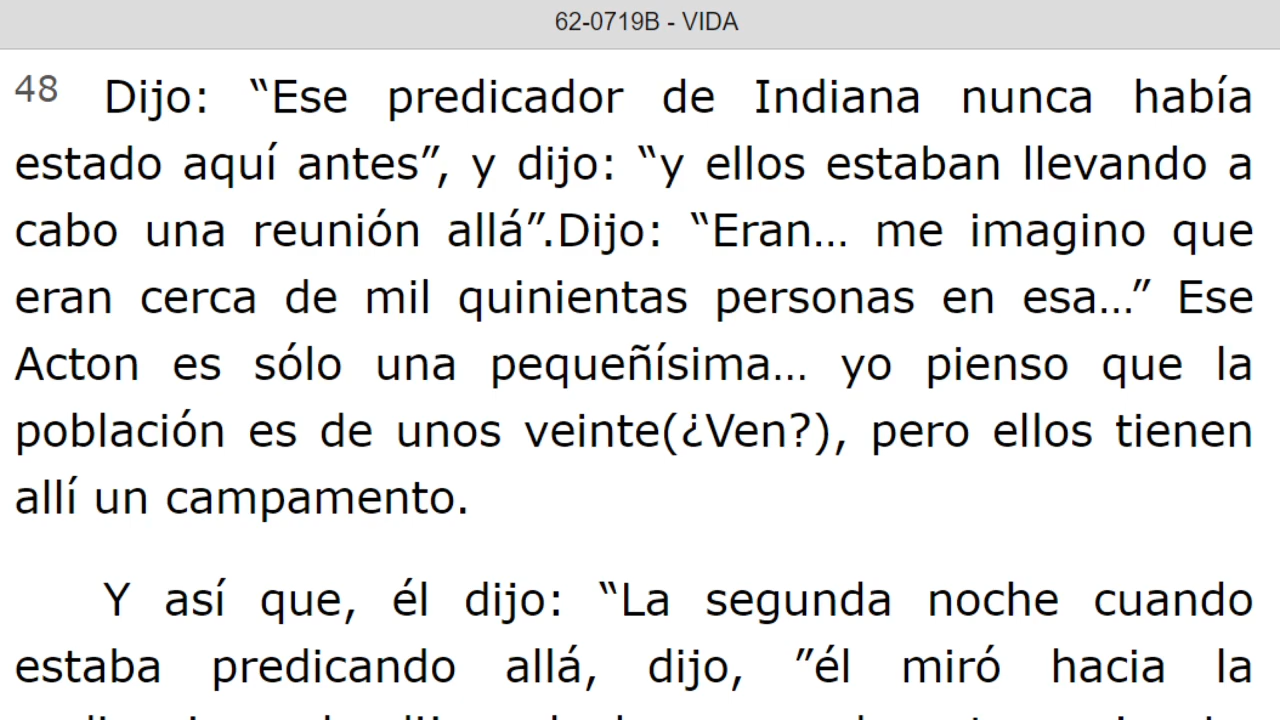 62-0719B - VIDA
48 Dijo: “Ese predicador de Indiana nunca había
estado aquí antes”, y dijo: “y ellos estaban llevando a
cabo una reunión allá”.Dijo: “Eran... me imagino que
eran cerca de mil quinientas personas en esa...” Ese
Acton es sólo una pequeñísima... yo pienso que la
población es de unos veinte(¿Ven?), pero ellos tienen
allí un campamento.
Y así que, él dijo: “La segunda noche cuando
estaba predicando allá, dijo, ”él miró hacia la